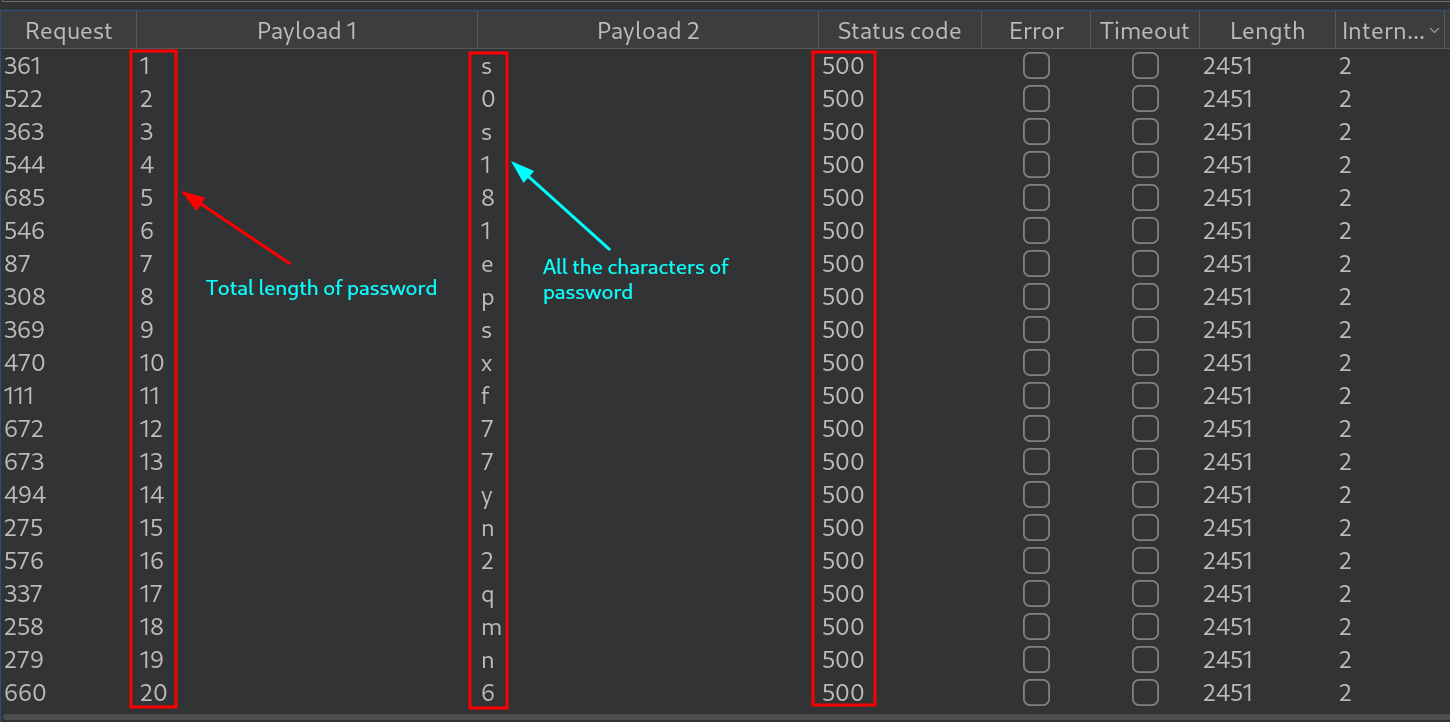 Request Payload 1 Payload 2 Status code Error Timeout Length Intern...
361 1 s 500 2451 2
522 2 0 500 2451 2
363 3 s 500 2451 2
544 4 1 500 2451 2
685 5 8 500 2451 2
546 6 1 500 2451 2
87 7 e 500 2451 2
308 8 p 500 2451 2
369 9 s 500 2451 2
470 10 x 500 2451 2
111 11 f 500 2451 2
672 12 7 500 2451 2
673 13 7 500 2451 2
494 14 y 500 2451 2
275 15 n 500 2451 2
576 16 2 500 2451 2
337 17 q 500 2451 2
258 18 m 500 2451 2
279 19 n 500 2451 2
660 20 6 500 2451 2
Total length of password
All the characters of
password